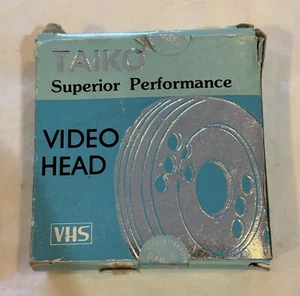 TAIKO
Superior Performance
VIDEO
HEAD
VHS